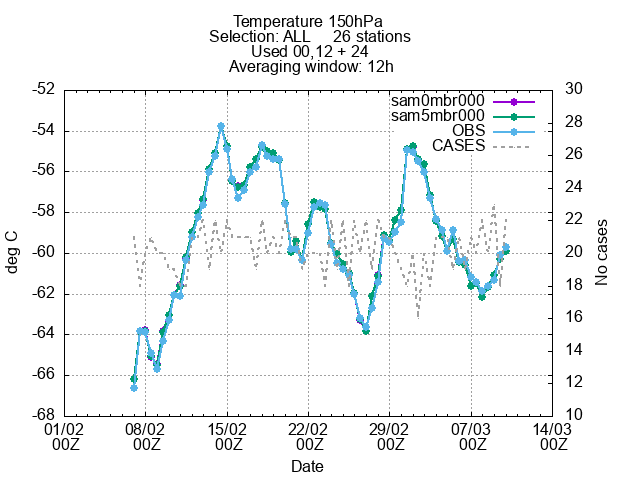 Temperature 150hPa
Selection: ALL 26 stations
Used 00,12 + 24
Averaging window: 12h
sam0mbr000
sam5mbr000
OBS
CASES
deg C
-52
-54
-56
-58
-60
-62
-64
-66
-68
No cases
30
28
26
24
22
20
18
16
14
12
10
01/02 08/02 15/02 22/02 29/02 07/03 14/03
00Z 00Z 00Z 00Z 00Z 00Z 00Z
Date